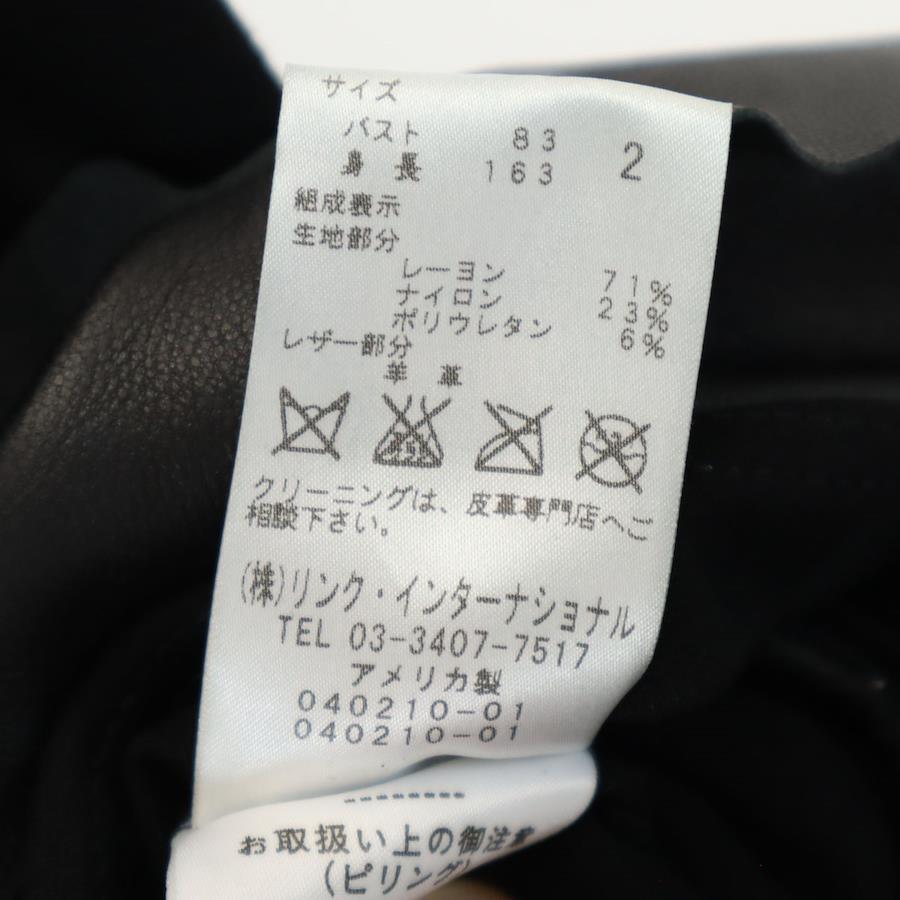 サイズ
バスト 83 2
身長 163
組成表示
生地部分
レーヨン 71%
ナイロン 23%
ポリウレタン 6%
レザー部分
羊革
クリーニングは、皮革専門店へご
相談下さい。
(株)リンク・インターナショナル
TEL 03-3407-7517
アメリカ製
040210-01
040210-01
--------
お取扱い上の御注意
(ピリング)